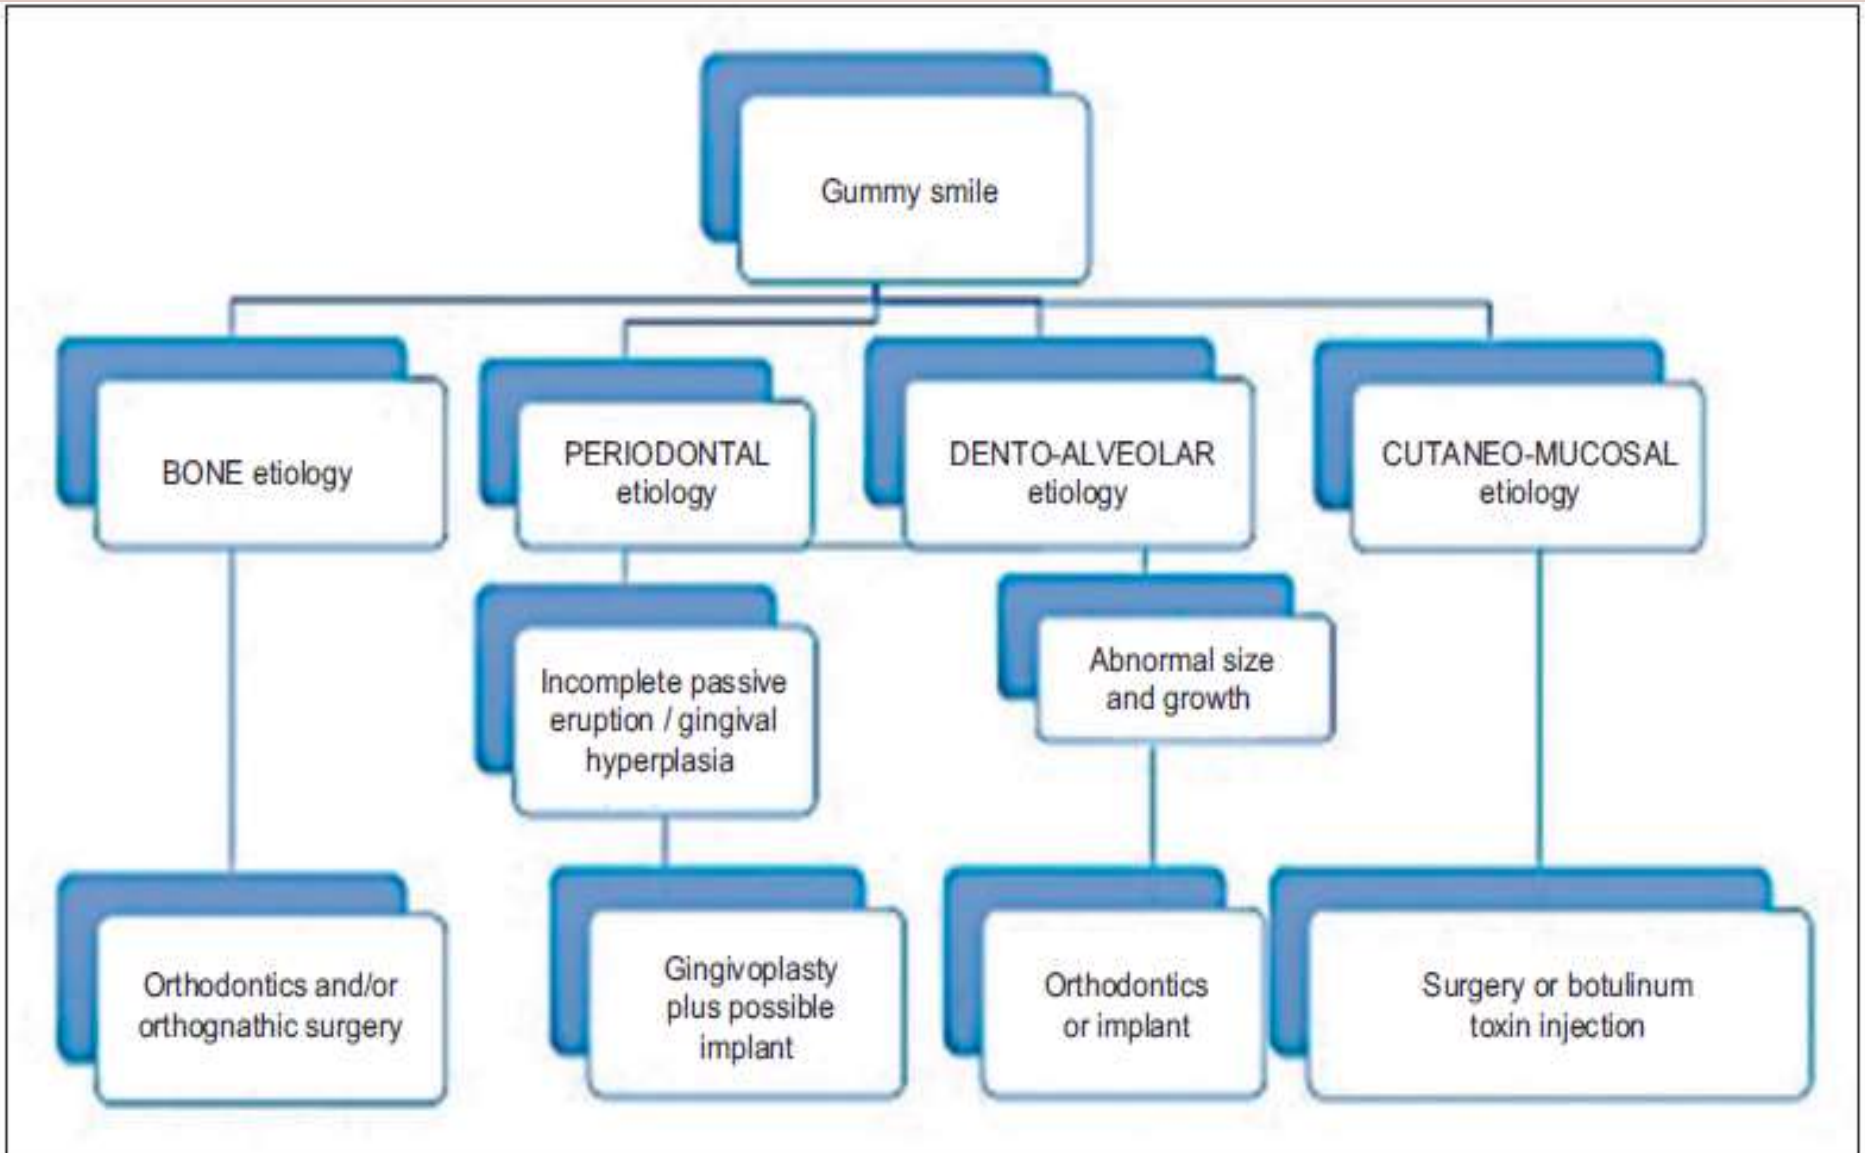 Gummy smile
BONE etiology
PERIODONTAL
etiology
DENTO-ALVEOLAR
etiology
CUTANEO-MUCOSAL
etiology
Incomplete passive
eruption / gingival
hyperplasia
Abnormal size
and growth
Orthodontics and/or
orthognathic surgery
Gingivoplasty
plus possible
implant
Orthodontics
or implant
Surgery or botulinum
toxin injection